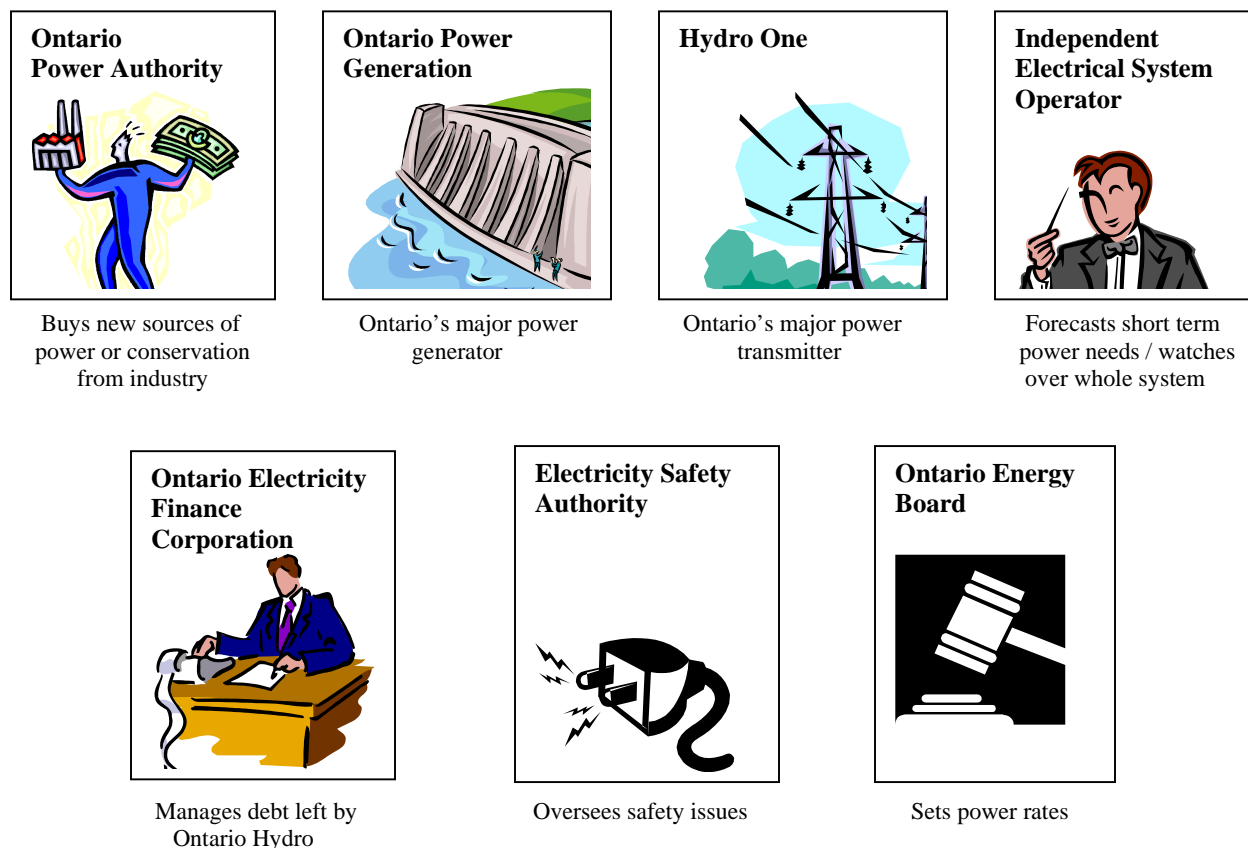 Ontario
Power Authority
Buys new sources of
power or conservation
from industry
Ontario Power
Generation
Ontario’s major power
generator
Hydro One
Ontario’s major power
transmitter
Independent
Electrical System
Operator
Forecasts short term
power needs / watches
over whole system
Ontario Electricity
Finance
Corporation
Manages debt left by
Ontario Hydro
Electricity Safety
Authority
Oversees safety issues
Ontario Energy
Board
Sets power rates